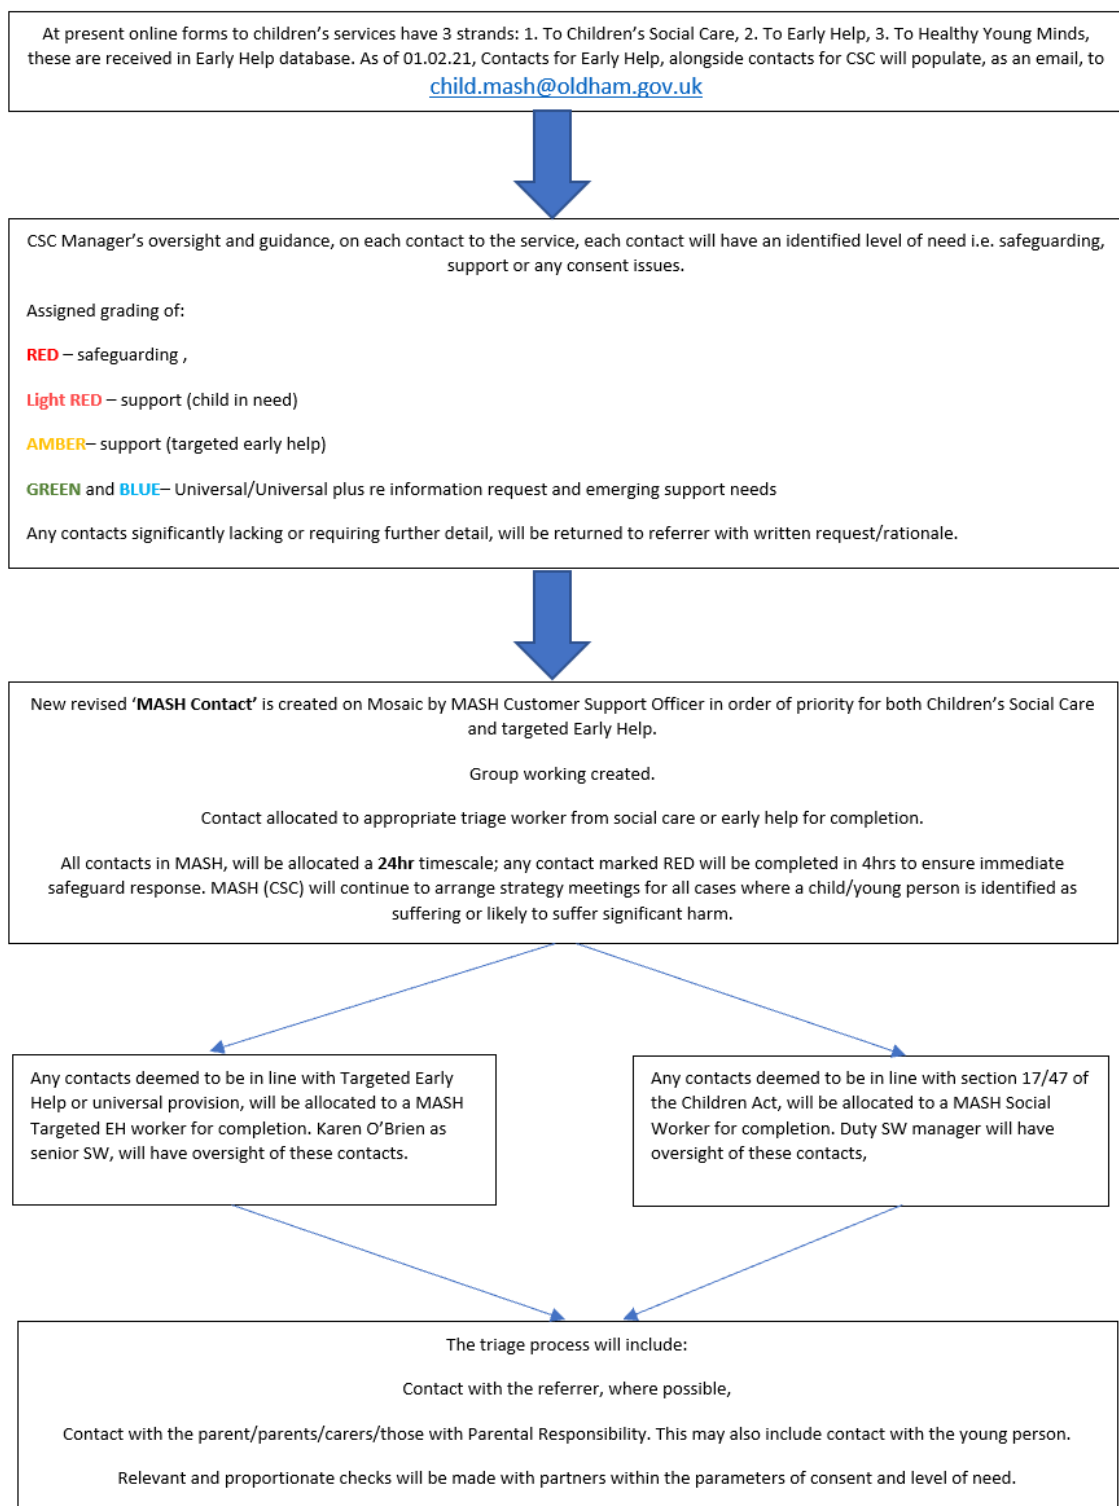 At present online forms to children’s services have 3 strands: 1. To Children’s Social Care, 2. To Early Help, 3. To Healthy Young Minds,
these are received in Early Help database. As of 01.02.21, Contacts for Early Help, alongside contacts for CSC will populate, as an email, to
child.mash@oldham.gov.uk
CSC Manager’s oversight and guidance, on each contact to the service, each contact will have an identified level of need i.e. safeguarding,
support or any consent issues.
Assigned grading of:
RED – safeguarding ,
Light RED – support (child in need)
AMBER– support (targeted early help)
GREEN and BLUE– Universal/Universal plus re information request and emerging support needs
Any contacts significantly lacking or requiring further detail, will be returned to referrer with written request/rationale.
New revised ‘MASH Contact’ is created on Mosaic by MASH Customer Support Officer in order of priority for both Children’s Social Care
and targeted Early Help.
Group working created.
Contact allocated to appropriate triage worker from social care or early help for completion.
All contacts in MASH, will be allocated a 24hr timescale; any contact marked RED will be completed in 4hrs to ensure immediate
safeguard response. MASH (CSC) will continue to arrange strategy meetings for all cases where a child/young person is identified as
suffering or likely to suffer significant harm.
Any contacts deemed to be in line with Targeted Early
Help or universal provision, will be allocated to a MASH
Targeted EH worker for completion. Karen O’Brien as
senior SW, will have oversight of these contacts.
Any contacts deemed to be in line with section 17/47 of
the Children Act, will be allocated to a MASH Social
Worker for completion. Duty SW manager will have
oversight of these contacts,
The triage process will include:
Contact with the referrer, where possible,
Contact with the parent/parents/carers/those with Parental Responsibility. This may also include contact with the young person.
Relevant and proportionate checks will be made with partners within the parameters of consent and level of need.